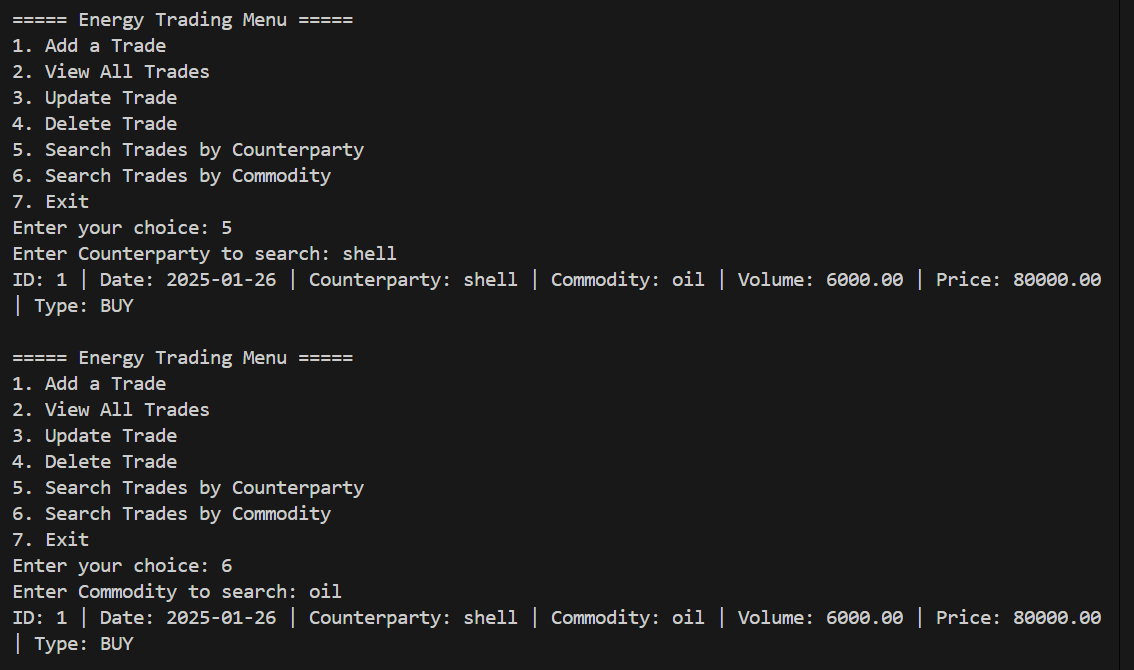 ===== Energy Trading Menu =====
1. Add a Trade
2. View All Trades
3. Update Trade
4. Delete Trade
5. Search Trades by Counterparty
6. Search Trades by Commodity
7. Exit
Enter your choice: 5
Enter Counterparty to search: shell
ID: 1 | Date: 2025-01-26 | Counterparty: shell | Commodity: oil | Volume: 6000.00 | Price: 80000.00
| Type: BUY

===== Energy Trading Menu =====
1. Add a Trade
2. View All Trades
3. Update Trade
4. Delete Trade
5. Search Trades by Counterparty
6. Search Trades by Commodity
7. Exit
Enter your choice: 6
Enter Commodity to search: oil
ID: 1 | Date: 2025-01-26 | Counterparty: shell | Commodity: oil | Volume: 6000.00 | Price: 80000.00
| Type: BUY